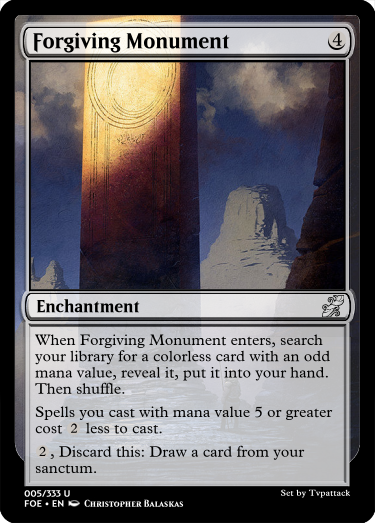 Forgiving Monument 4
Enchantment
When Forgiving Monument enters, search
your library for a colorless card with an odd
mana value, reveal it, put it into your hand.
Then shuffle.
Spells you cast with mana value 5 or greater
cost 2 less to cast.
2, Discard this: Draw a card from your
sanctum.
005/333 U
FOE • EN Christopher Balaskas
Set by Tvpattack